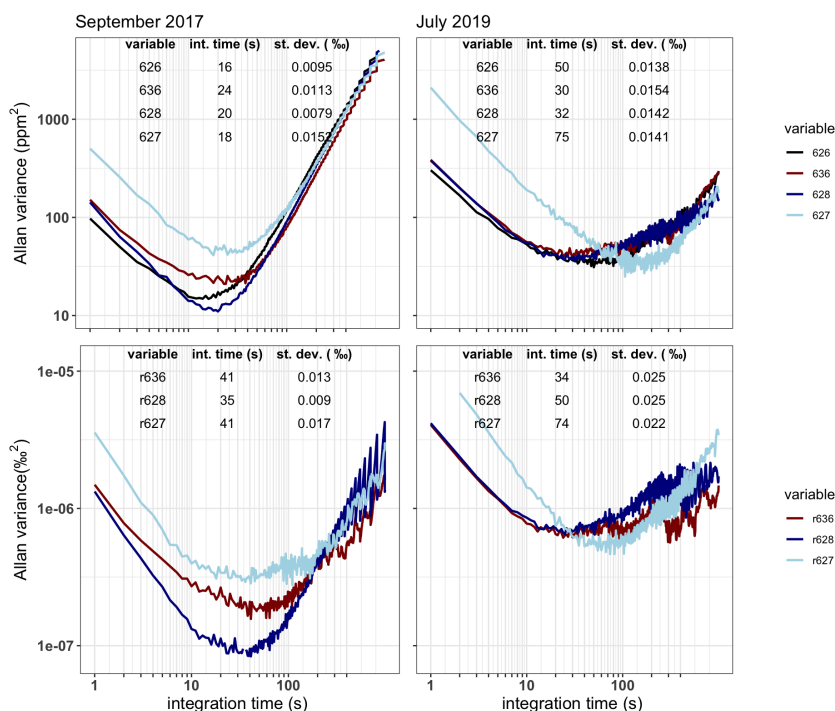 September 2017
July 2019
variable int. time (s) st. dev. ( ‰)
626 16 0.0095
636 24 0.0113
628 20 0.0079
627 18 0.0152
variable int. time (s) st. dev. ( ‰)
626 50 0.0138
636 30 0.0154
628 32 0.0142
627 75 0.0141
Allan variance (ppm²)
1000
100
10
variable
626
636
628
627
variable int. time (s) st. dev. ( ‰)
r636 41 0.013
r628 35 0.009
r627 41 0.017
variable int. time (s) st. dev. ( ‰)
r636 34 0.025
r628 50 0.025
r627 74 0.022
Allan variance(‰²)
1e-05
1e-06
1e-07
variable
r636
r628
r627
1 10 100
1 10 100
integration time (s)
integration time (s)